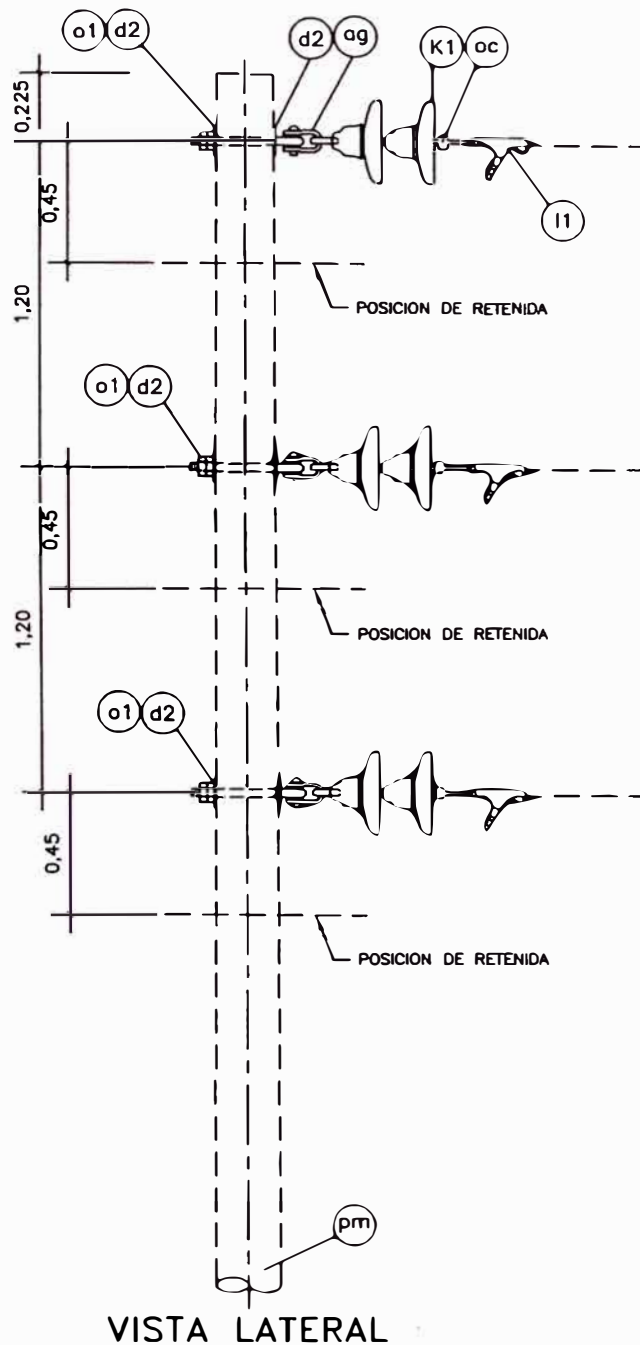 o1 d2
d2 ag
K1 oc
0,225
0,45
l1
1,20
POSICION DE RETENIDA
o1 d2
0,45
POSICION DE RETENIDA
1,20
o1 d2
0,45
POSICION DE RETENIDA
pm
VISTA LATERAL